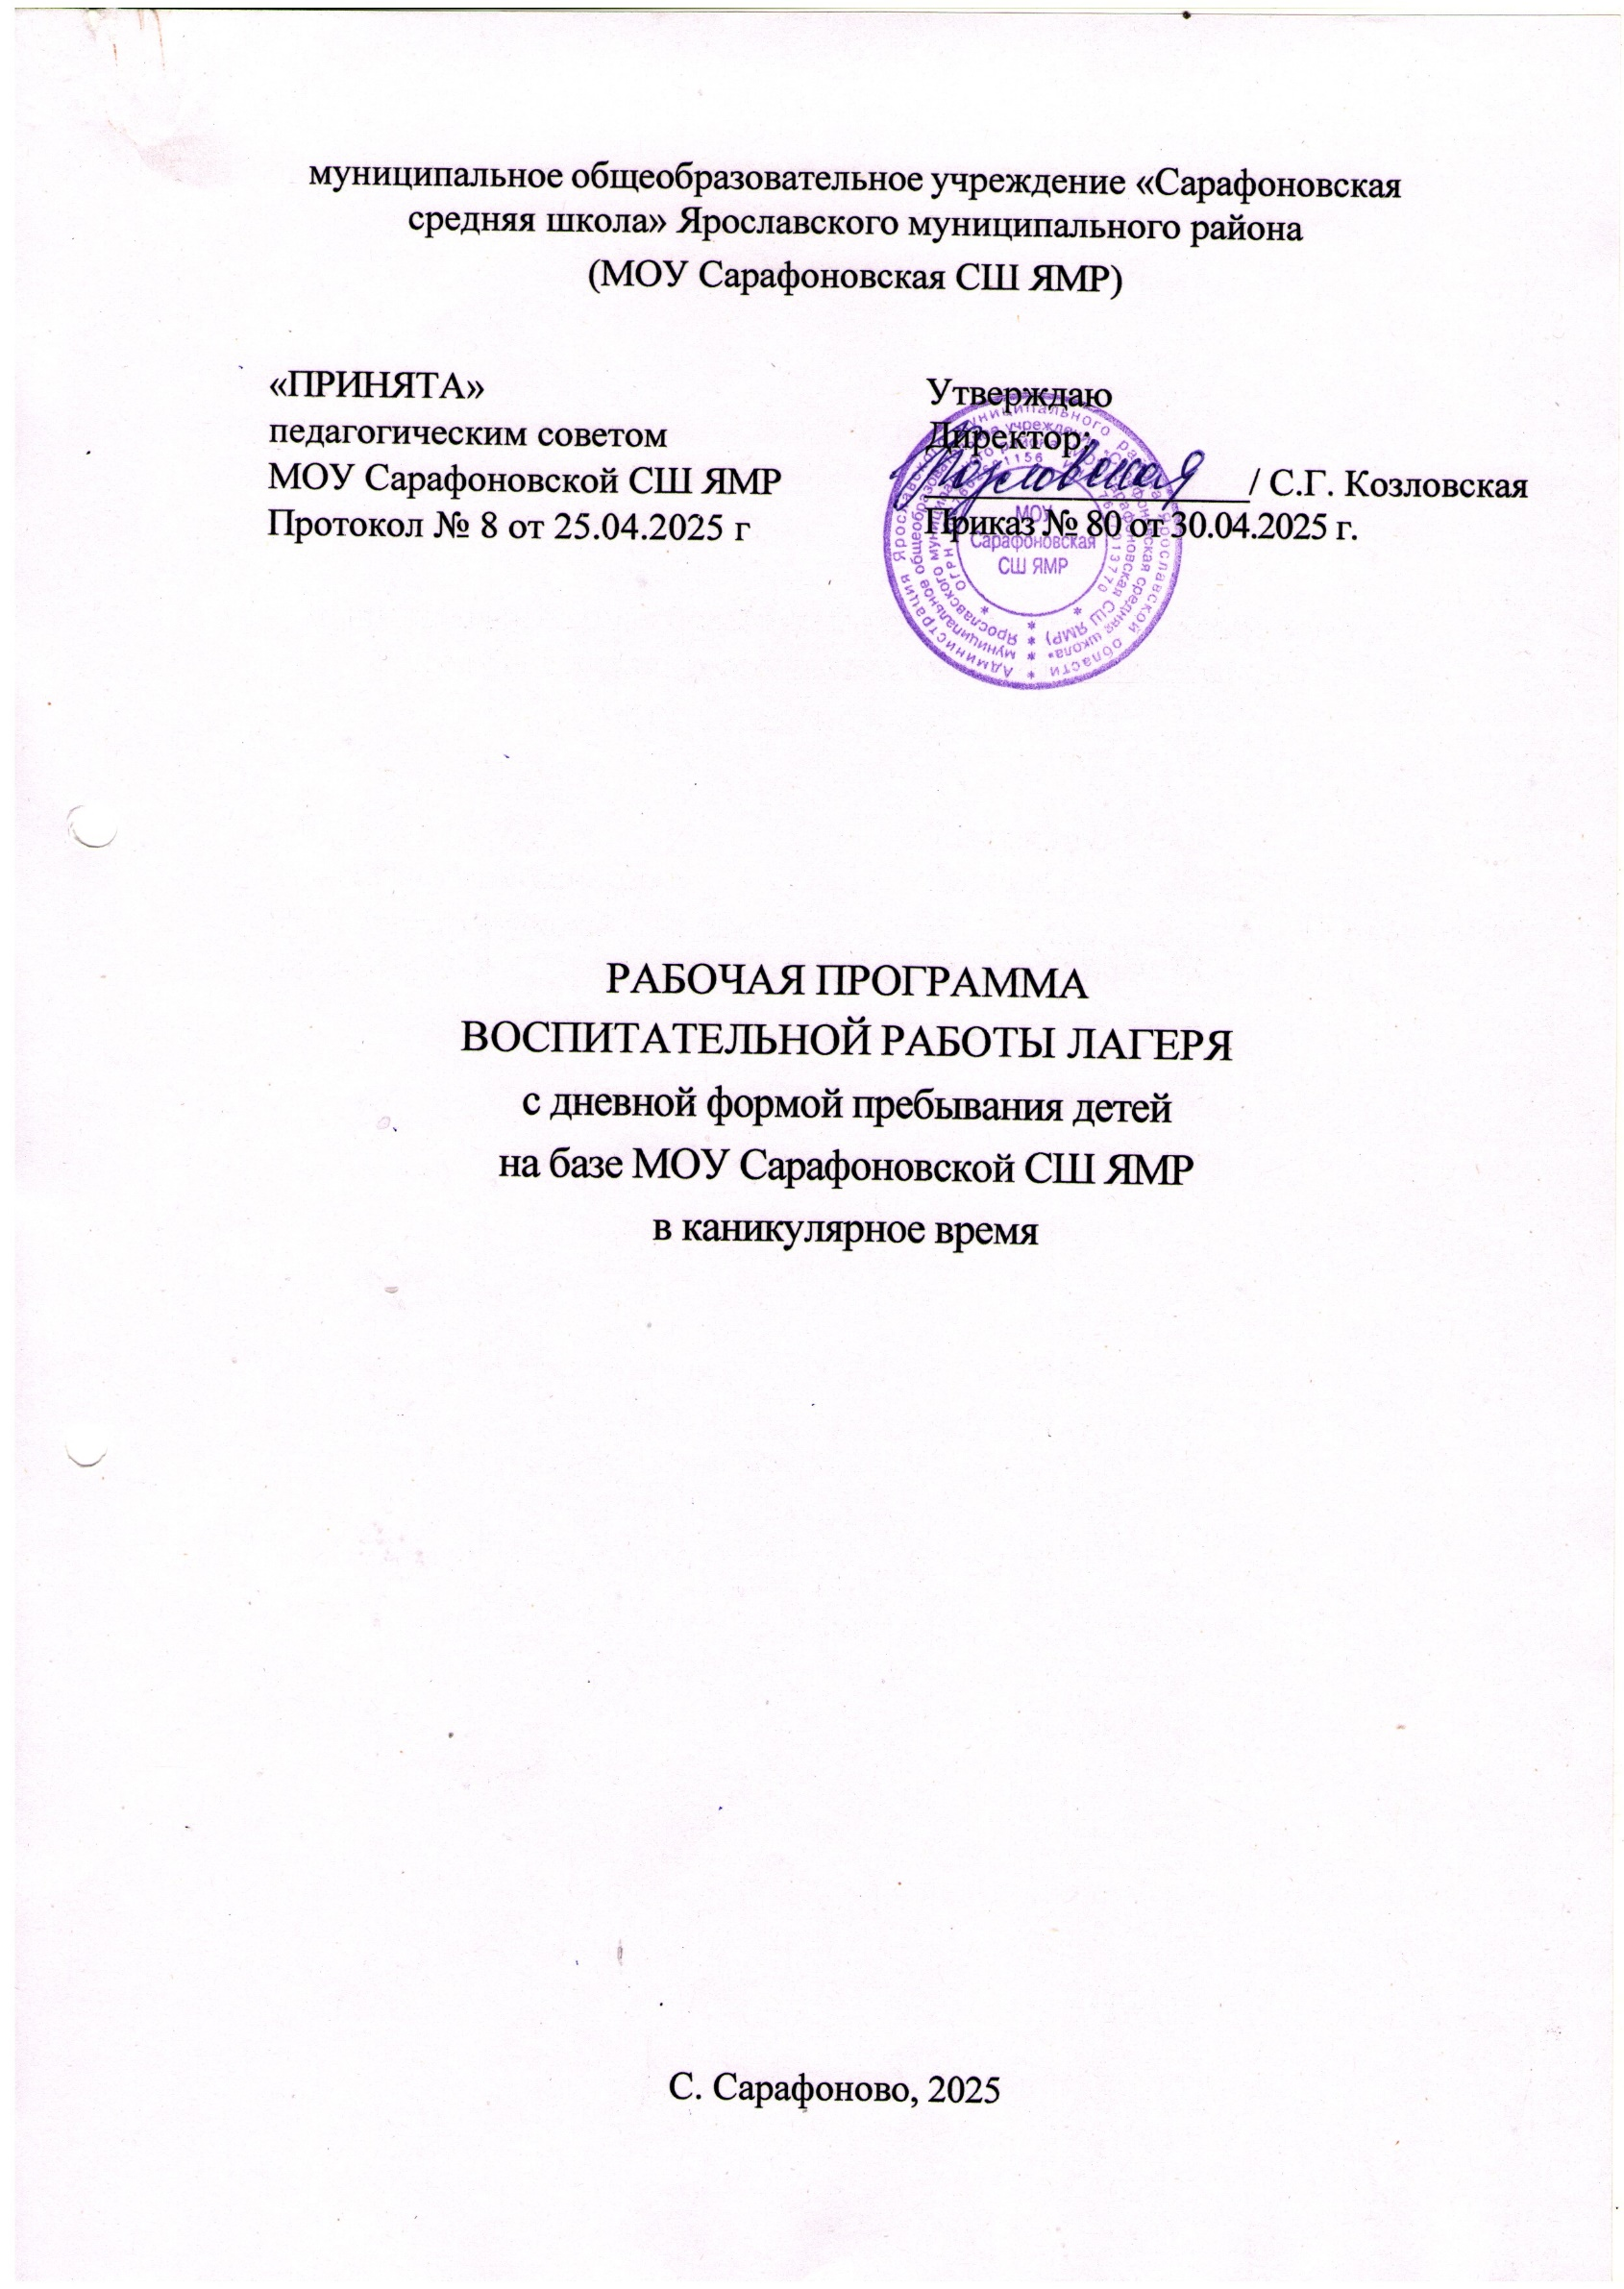 муниципальное общеобразовательное учреждение «Сарафоновская
средняя школа» Ярославского муниципального района
(МОУ Сарафоновская СШ ЯМР)
«ПРИНЯТА»
педагогическим советом
МОУ Сарафоновской СШ ЯМР
Протокол № 8 от 25.04.2025 г
Утверждаю
Директор:
/ С.Г. Козловская
Приказ № 80 от 30.04.2025 г.
МОУ
Сарафоновская
СШ ЯМР
РАБОЧАЯ ПРОГРАММА
ВОСПИТАТЕЛЬНОЙ РАБОТЫ ЛАГЕРЯ
с дневной формой пребывания детей
на базе МОУ Сарафоновской СШ ЯМР
в каникулярное время
С. Сарафоново, 2025